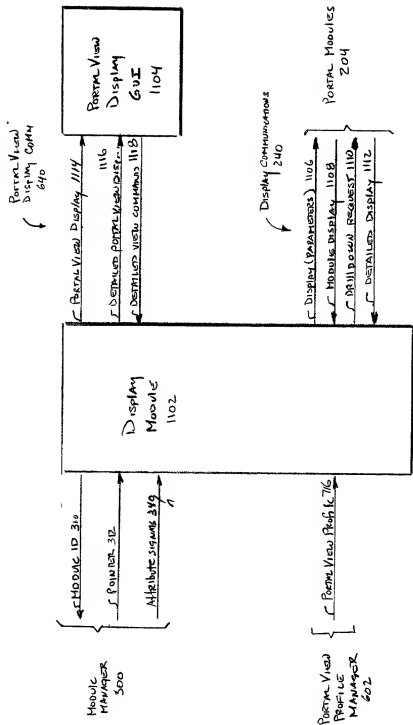 PORTALVIEW
DISPLAY COMM
640
PORTALVIEW DISPLAY 1114
1116
DETAILED PORTALVIEW DISP...
DETAILED VIEW COMMAND 1118
PORTALVIEW
DISPLAY
GUI
1104
MODULE ID 310
POINTER 312
Attribute SIGNALS
MODULE
MANAGER
300
DISPLAY
MODULE
1102
PORTALVIEW PROFILE 716
PORTALVIEW
PROFILE
MANAGER
602
DISPLAY COMMUNICATIONS
240
DISPLAY (PARAMETERS) 1106
MODULE DISPLAY 1108
DRILLDOWN REQUEST 1110
DETAILED DISPLAY 1112
PORTAL MODULES
204